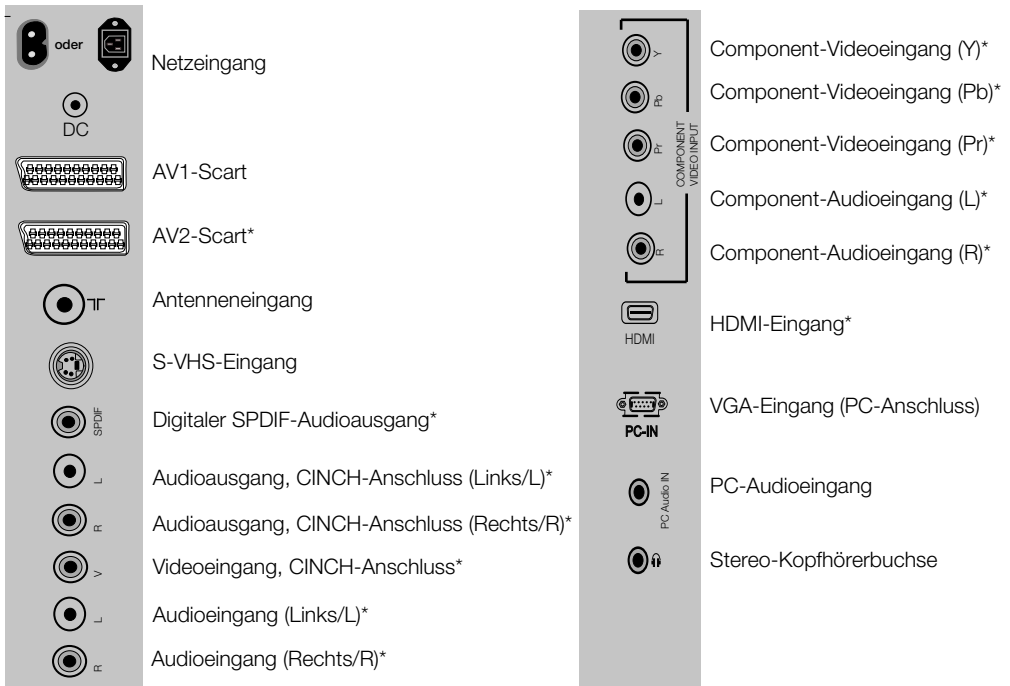 oder
Netzeingang
DC
AV1-Scart
AV2-Scart*
Antenneneingang
S-VHS-Eingang
SPDIF
Digitaler SPDIF-Audioausgang*
L
Audioausgang, CINCH-Anschluss (Links/L)*
R
Audioausgang, CINCH-Anschluss (Rechts/R)*
V
Videoeingang, CINCH-Anschluss*
L
Audioeingang (Links/L)*
R
Audioeingang (Rechts/R)*
Y
Component-Videoeingang (Y)*
Pb
Component-Videoeingang (Pb)*
Pr
Component-Videoeingang (Pr)*
COMPONENT
VIDEO INPUT
L
Component-Audioeingang (L)*
R
Component-Audioeingang (R)*
HDMI
HDMI-Eingang*
PC-IN
VGA-Eingang (PC-Anschluss)
PC Audio IN
PC-Audioeingang
Stereo-Kopfhörerbuchse